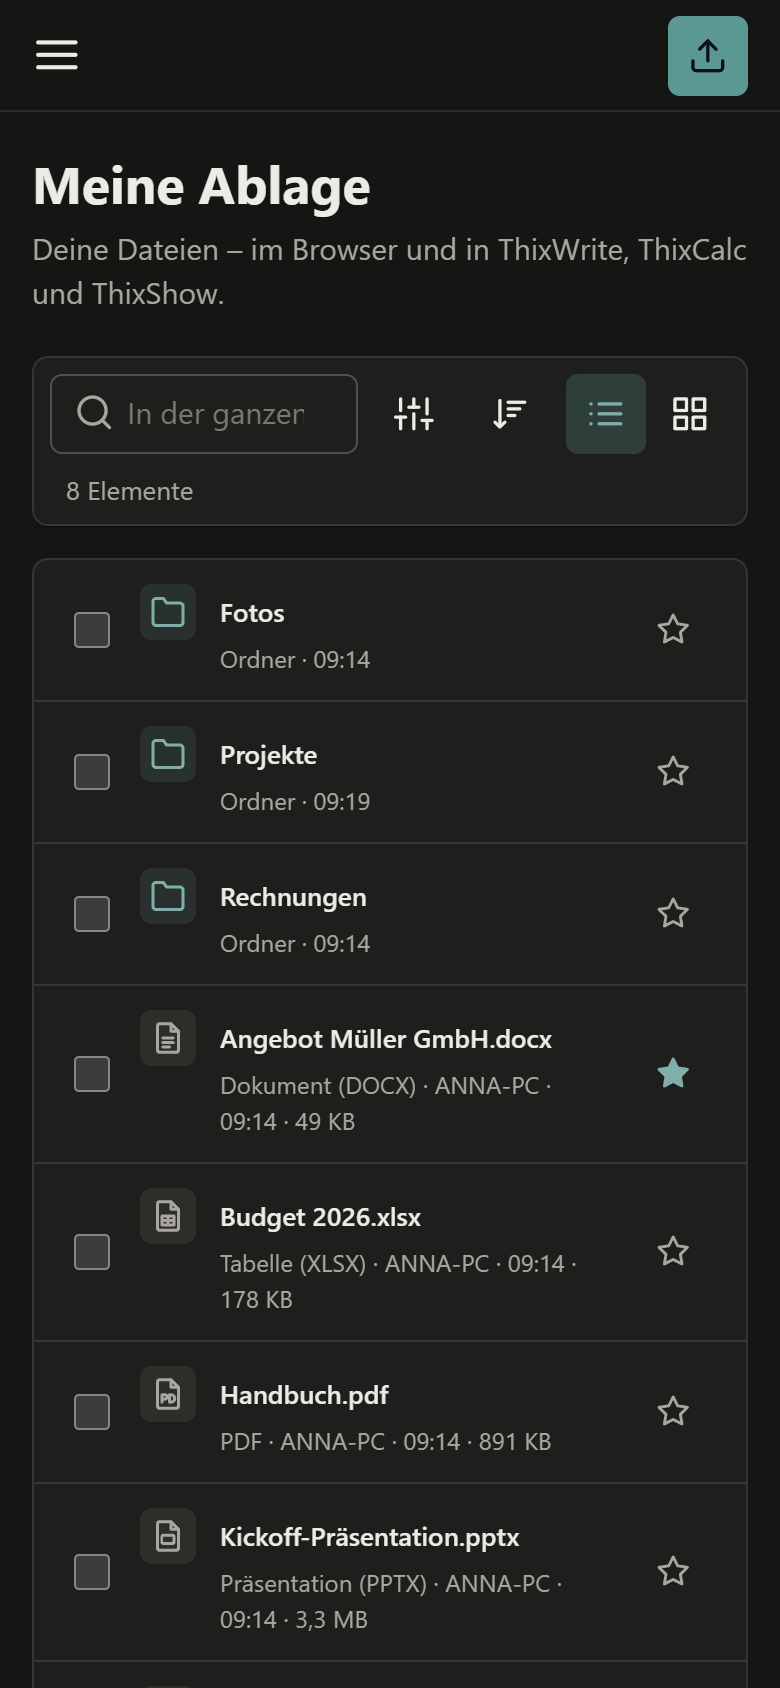 Meine Ablage
Deine Dateien – im Browser und in ThixWrite, ThixCalc
und ThixShow.
In der ganzen
8 Elemente
Fotos
Ordner · 09:14
Projekte
Ordner · 09:19
Rechnungen
Ordner · 09:14
Angebot Müller GmbH.docx
Dokument (DOCX) · ANNA-PC ·
09:14 · 49 KB
Budget 2026.xlsx
Tabelle (XLSX) · ANNA-PC · 09:14 ·
178 KB
Handbuch.pdf
PDF · ANNA-PC · 09:14 · 891 KB
Kickoff-Präsentation.pptx
Präsentation (PPTX) · ANNA-PC ·
09:14 · 3,3 MB